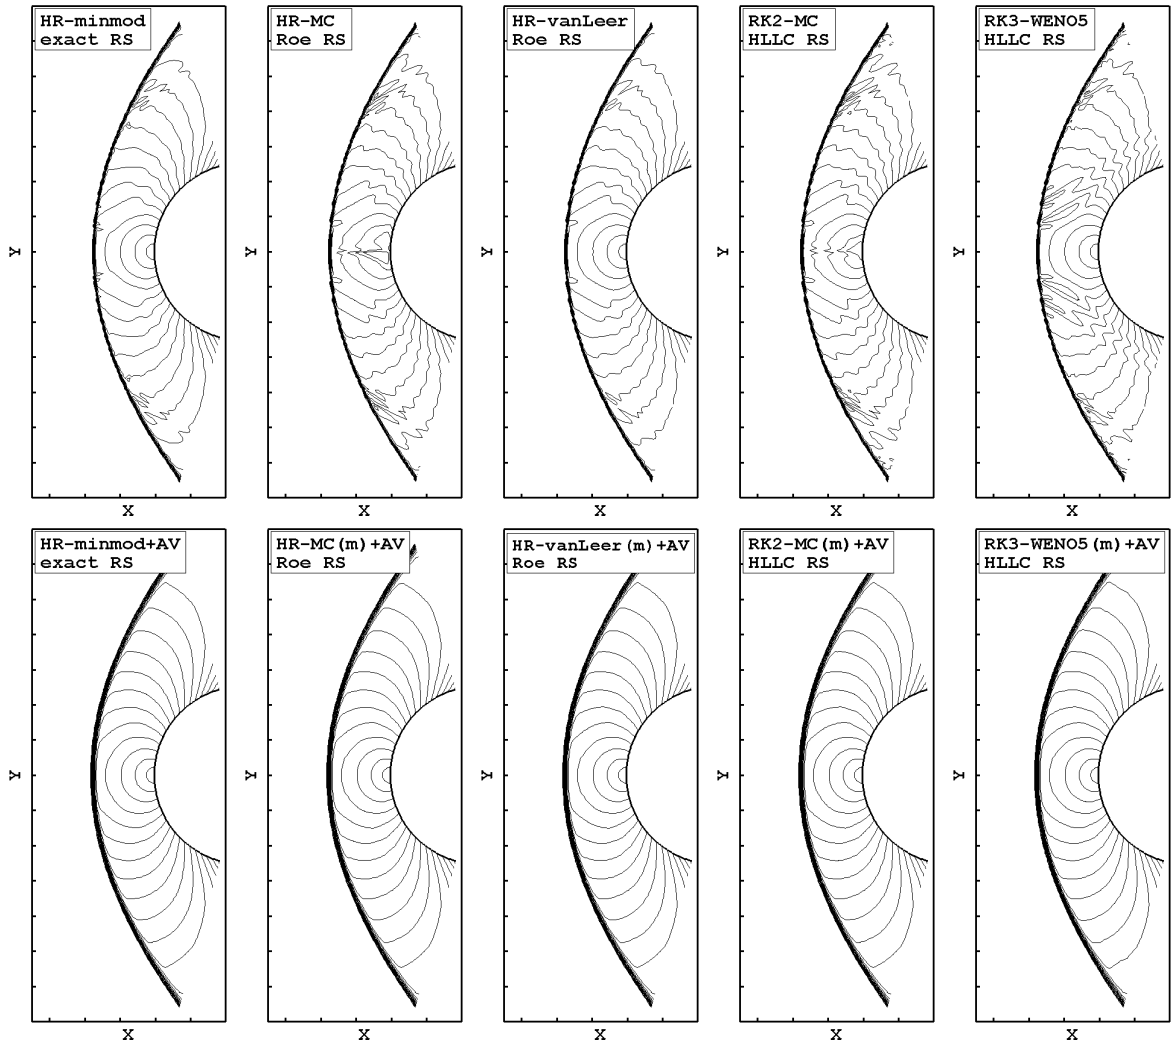 HR-minmod
exact RS
HR-MC
Roe RS
HR-vanLeer
Roe RS
RK2-MC
HLLC RS
RK3-WENO5
HLLC RS
Y
Y
Y
Y
Y
X
X
X
X
X
HR-minmod+AV
exact RS
HR-MC(m)+AV
Roe RS
HR-vanLeer(m)+AV
Roe RS
RK2-MC(m)+AV
HLLC RS
RK3-WENO5(m)+AV
HLLC RS
Y
Y
Y
Y
Y
X
X
X
X
X